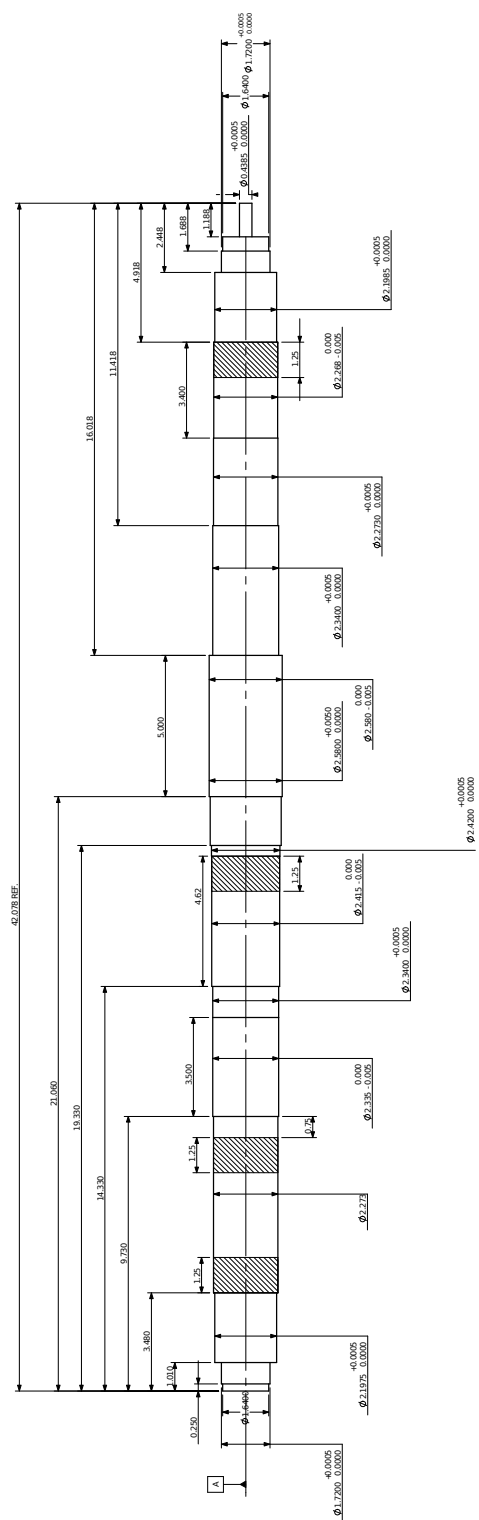 +0.0005
Ø1.7200 0.0000
Ø1.6400
+0.0005
Ø0.4385 0.0000
1.188
1.688
2.448
4.918
11.418
16.018
42.078 REF.
+0.0005
Ø2.1985 0.0000
1.25
0.000
Ø2.268 -0.005
3.400
+0.0005
Ø2.2730 0.0000
+0.0005
Ø2.3400 0.0000
5.000
0.000
Ø2.580 -0.005
+0.0050
Ø2.5800 0.0000
+0.0005
Ø2.4200 0.0000
1.25
4.62
0.000
Ø2.415 -0.005
+0.0005
Ø2.3400 0.0000
21.060
19.330
14.330
3.500
0.000
Ø2.335 -0.005
9.730
0.75
1.25
Ø2.273
1.25
3.480
+0.0005
Ø2.1975 0.0000
1.010
0.250
Ø1.6400
+0.0005
Ø1.7200 0.0000
A